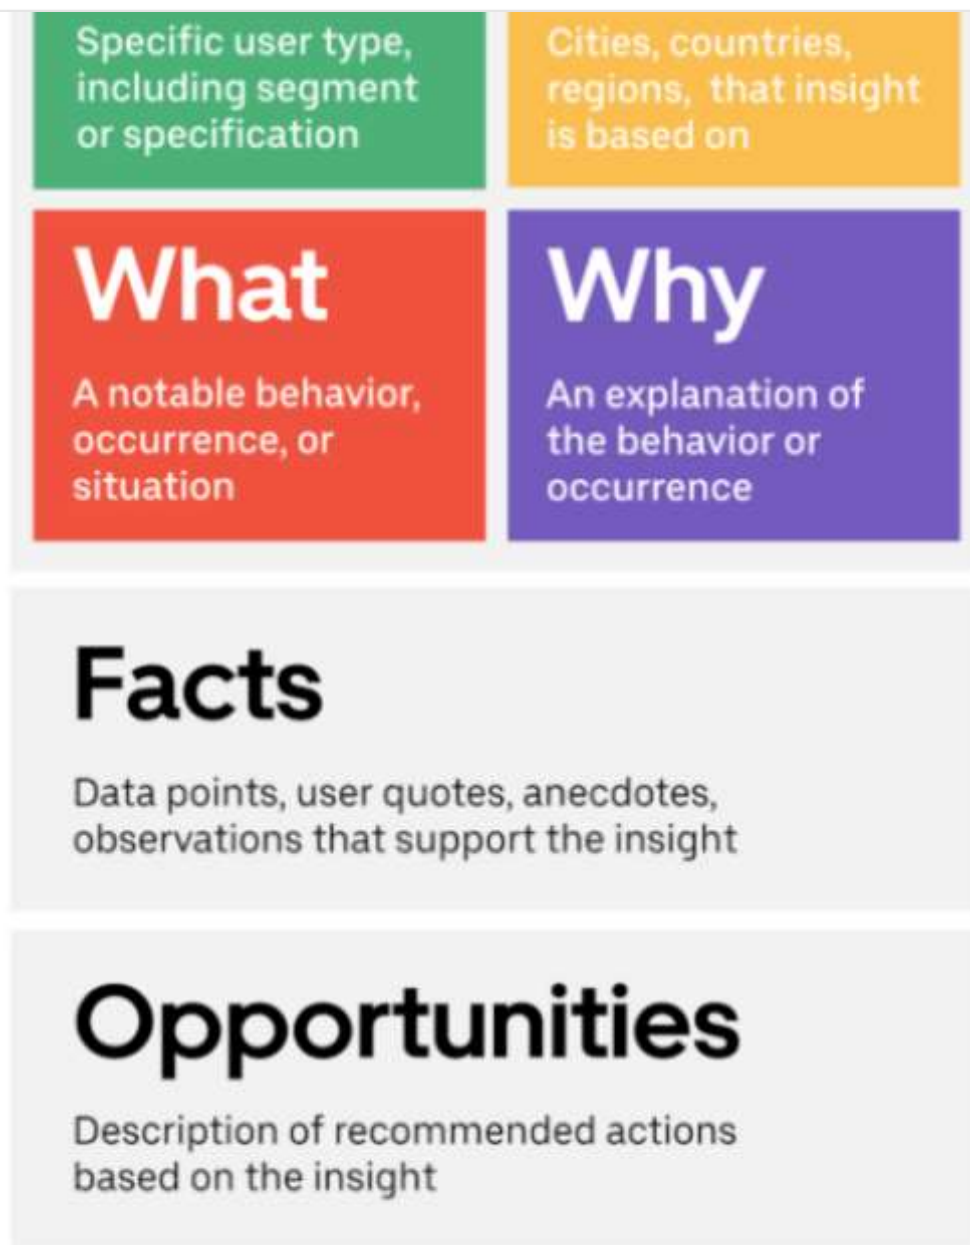 Specific user type,
including segment
or specification
Cities, countries,
regions, that insight
is based on
What
A notable behavior,
occurrence, or
situation
Why
An explanation of
the behavior or
occurrence
Facts
Data points, user quotes, anecdotes,
observations that support the insight
Opportunities
Description of recommended actions
based on the insight